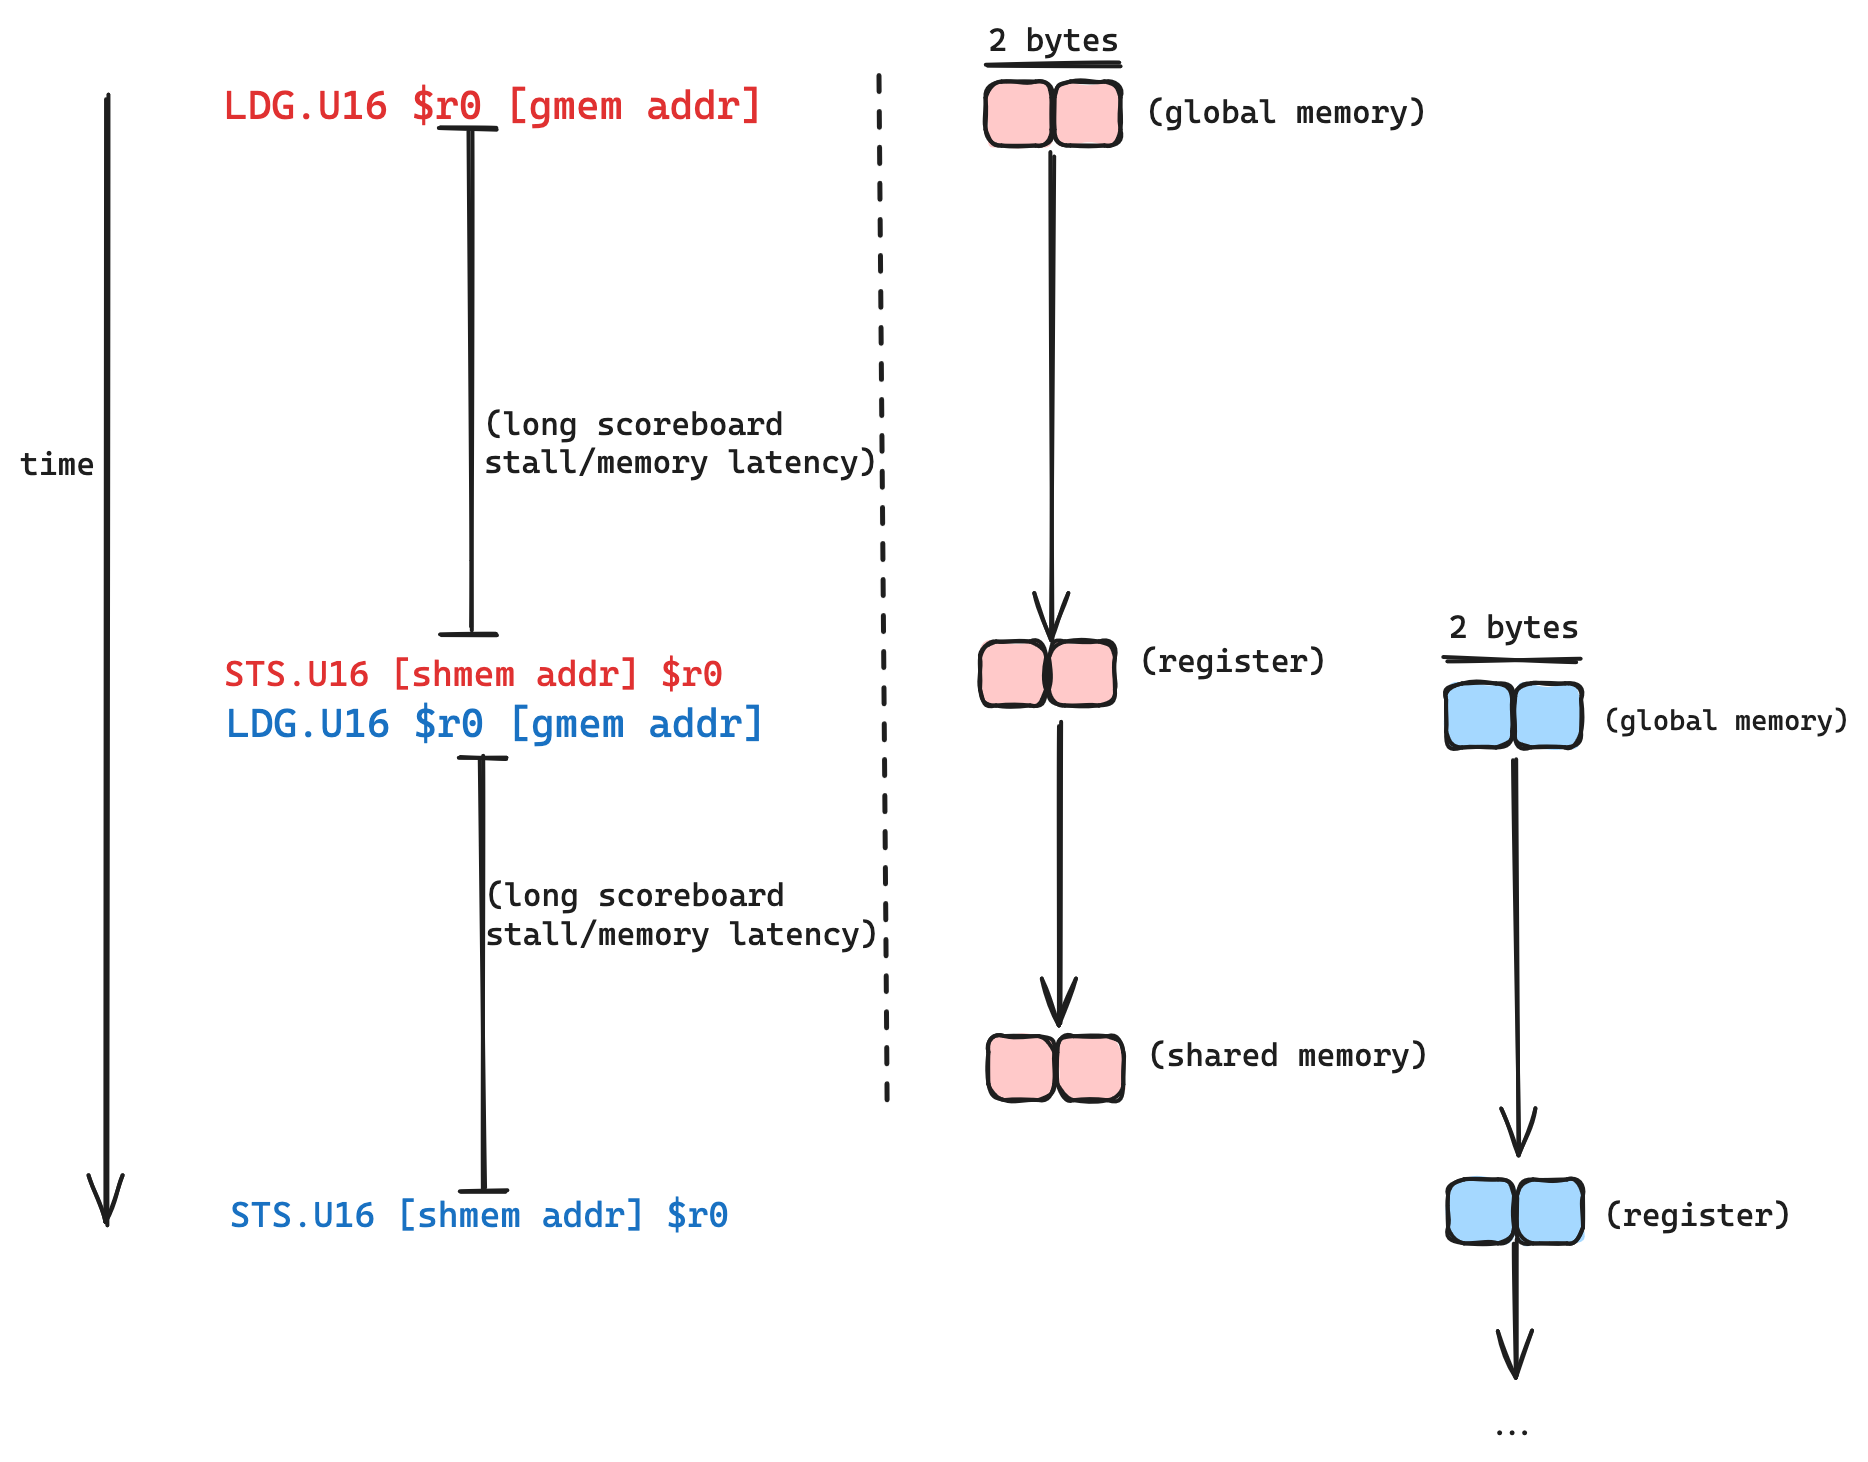 2 bytes
LDG.U16 $r0 [gmem addr]
(global memory)
(long scoreboard
stall/memory latency)
time
2 bytes
STS.U16 [shmem addr] $r0
(register)
LDG.U16 $r0 [gmem addr]
(global memory)
(long scoreboard
stall/memory latency)
(shared memory)
STS.U16 [shmem addr] $r0
(register)
...